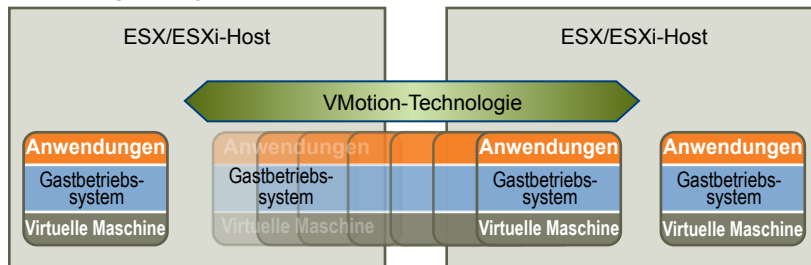 ESX/ESXi-Host
ESX/ESXi-Host
VMotion-Technologie
Anwendungen
Gastbetriebs-
system
Virtuelle Maschine
Anwendungen
Gastbetriebs-
system
Virtuelle Maschine
Anwendungen
Gastbetriebs-
system
Virtuelle Maschine
Anwendungen
Gastbetriebs-
system
Virtuelle Maschine